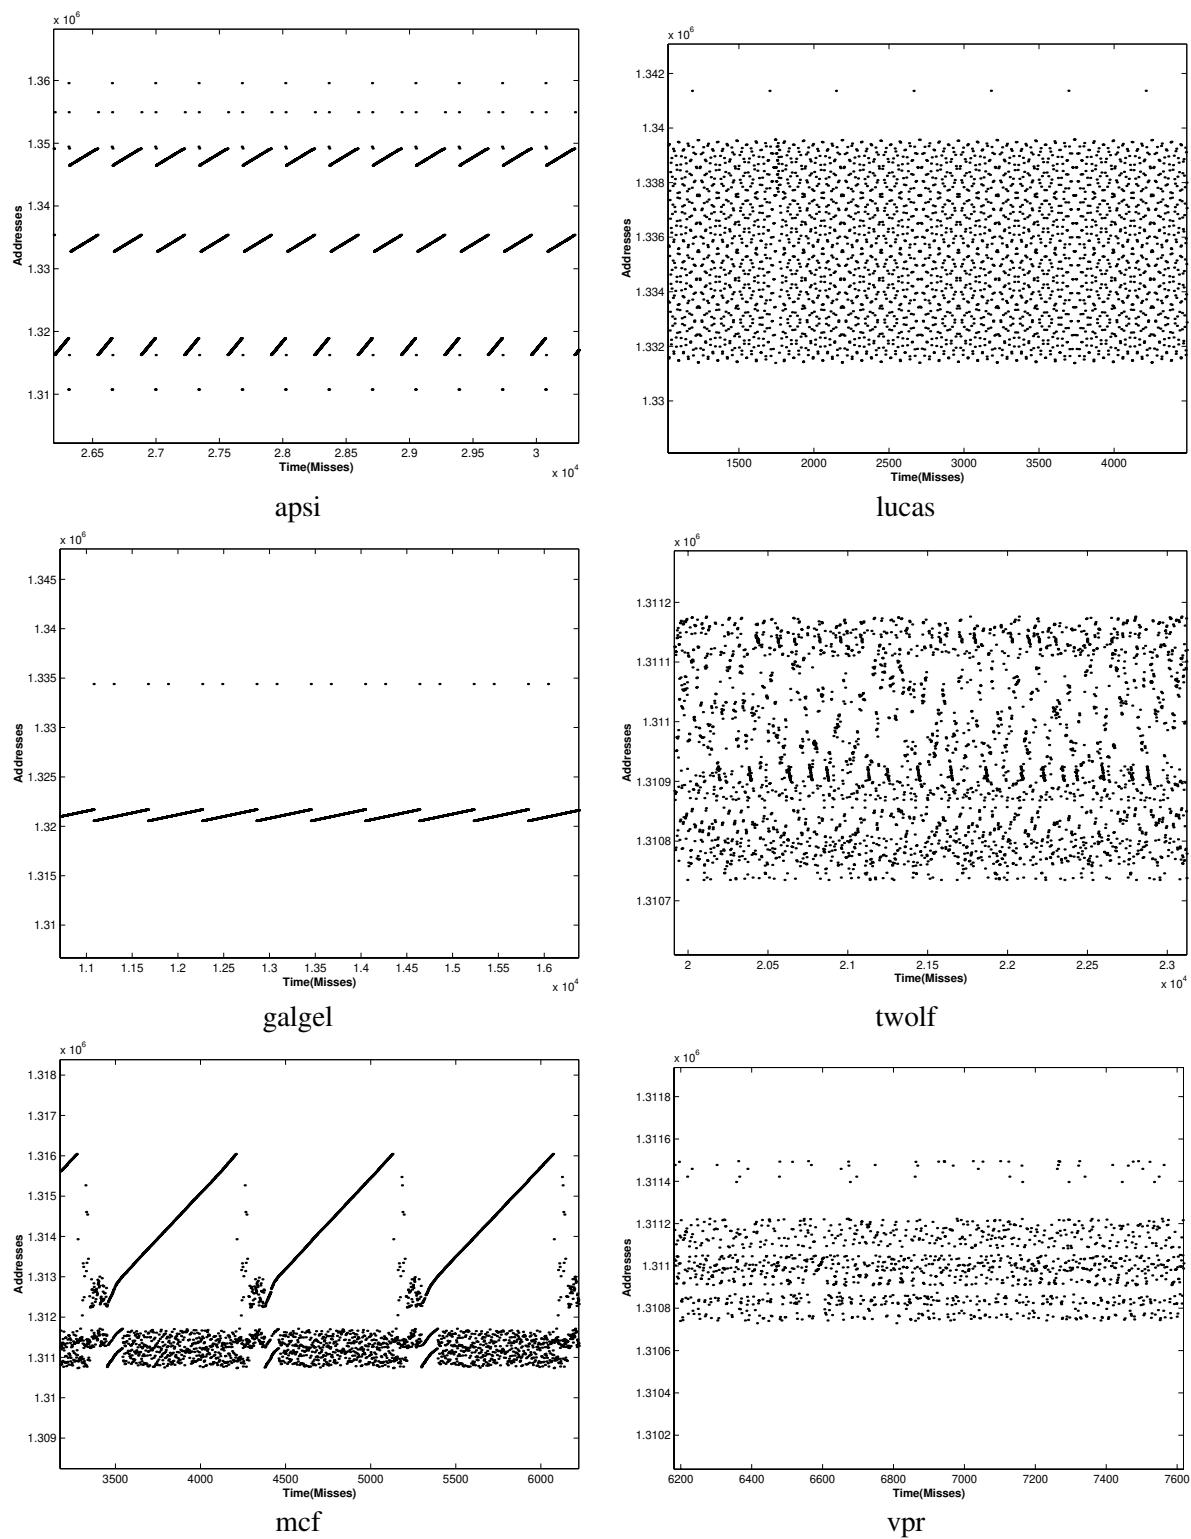 x 10^6
1.36
1.35
1.34
1.33
1.32
1.31
Addresses
2.65 2.7 2.75 2.8 2.85 2.9 2.95 3
Time(Misses)
x 10^4
apsi
x 10^6
1.342
1.34
1.338
1.336
1.334
1.332
1.33
Addresses
1500 2000 2500 3000 3500 4000
Time(Misses)
lucas
x 10^6
1.345
1.34
1.335
1.33
1.325
1.32
1.315
1.31
Addresses
1.1 1.15 1.2 1.25 1.3 1.35 1.4 1.45 1.5 1.55 1.6
Time(Misses)
x 10^4
galgel
x 10^6
1.3112
1.3111
1.311
1.3109
1.3108
1.3107
Addresses
2 2.05 2.1 2.15 2.2 2.25 2.3
Time(Misses)
x 10^4
twolf
x 10^6
1.318
1.317
1.316
1.315
1.314
1.313
1.312
1.311
1.31
1.309
Addresses
3500 4000 4500 5000 5500 6000
Time(Misses)
mcf
x 10^6
1.3118
1.3116
1.3114
1.3112
1.311
1.3108
1.3106
1.3104
1.3102
Addresses
6200 6400 6600 6800 7000 7200 7400 7600
Time(Misses)
vpr